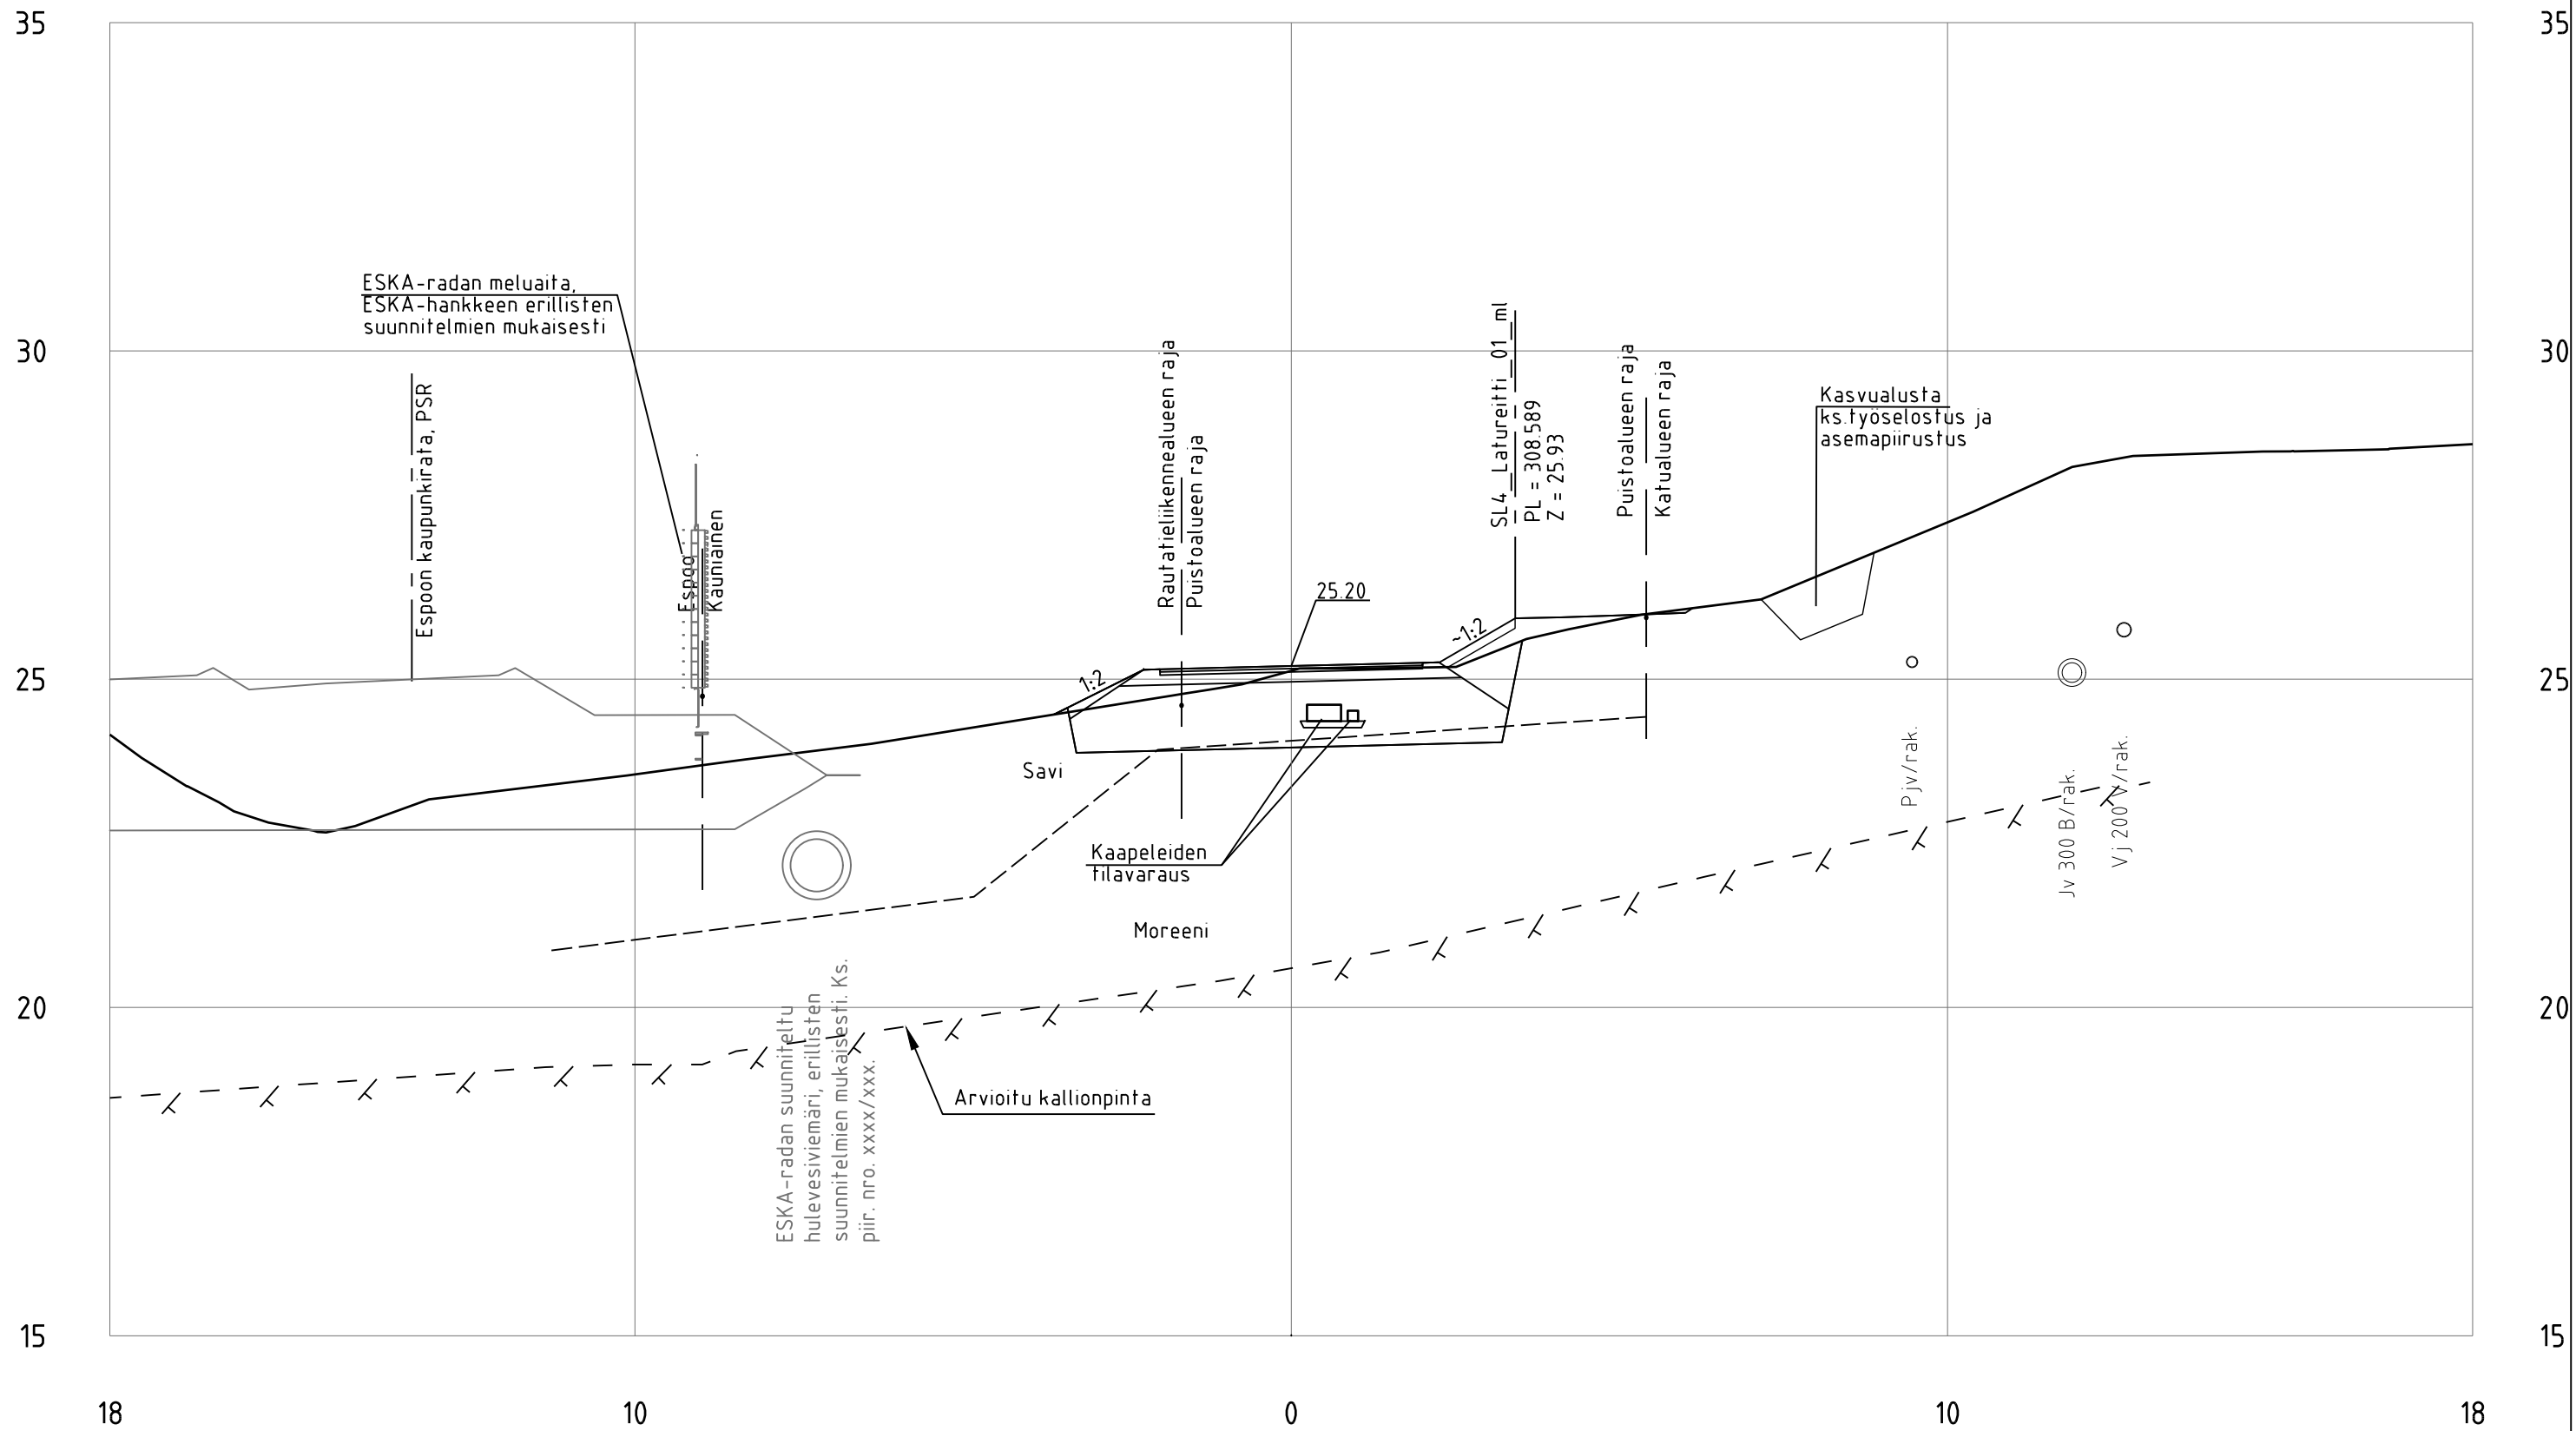 35
35
30
30
25
25
20
20
15
15
18
10
0
10
18
ESKA-radan meluaita,
ESKA-hankkeen erillisten
suunnitelmien mukaisesti
Espoon kaupunkirata, PSR
Espoo
Kauniainen
Rautatieliikennealueen raja
Puistoalueen raja
25.20
1:2
~1:2
SL4_Latureitti_01_ml
PL = 308.589
Z = 25.93
Puistoalueen raja
Katualueen raja
Kasvualusta
ks.työselostus ja
asemapiirustus
Savi
Kaapeleiden
tilavaraus
Moreeni
Pjv/rak.
Jv 300 B/rak.
Vj 200 V/rak.
ESKA-radan suunniteltu
hulevesiviemäri, erillisten
suunnitelmien mukaisesti. Ks.
piir. nro. xxxx/xxx.
Arvioitu kallionpinta